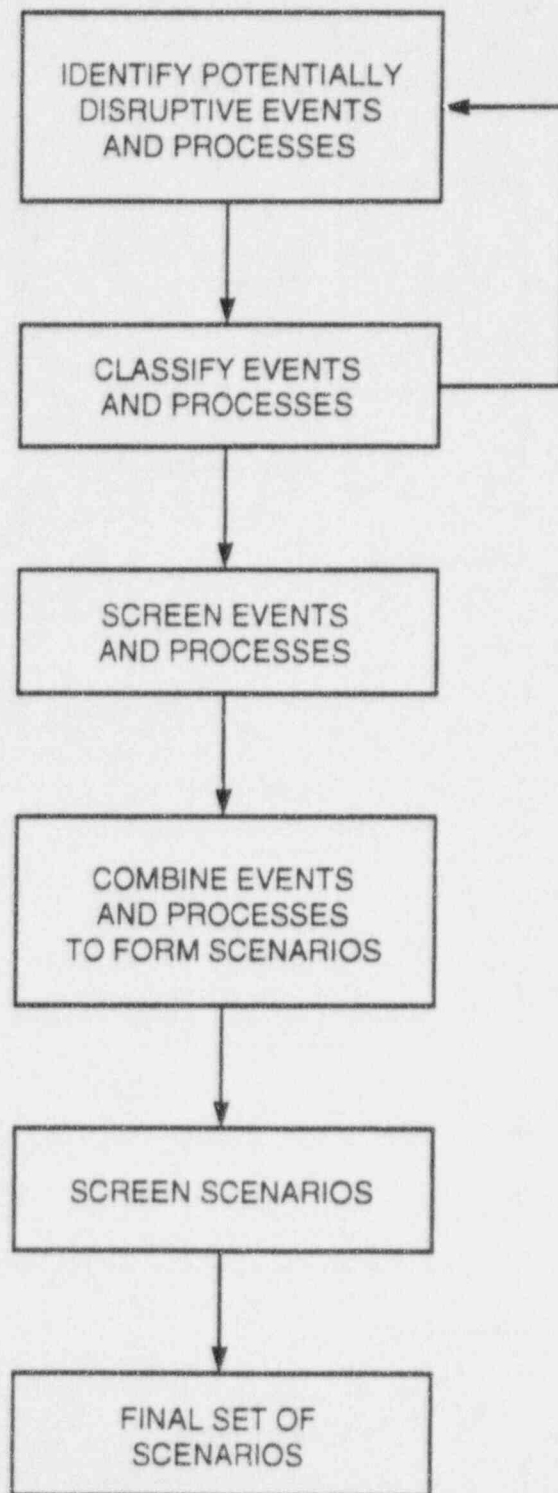 IDENTIFY POTENTIALLY
DISRUPTIVE EVENTS
AND PROCESSES
CLASSIFY EVENTS
AND PROCESSES
SCREEN EVENTS
AND PROCESSES
COMBINE EVENTS
AND PROCESSES
TO FORM SCENARIOS
SCREEN SCENARIOS
FINAL SET OF
SCENARIOS